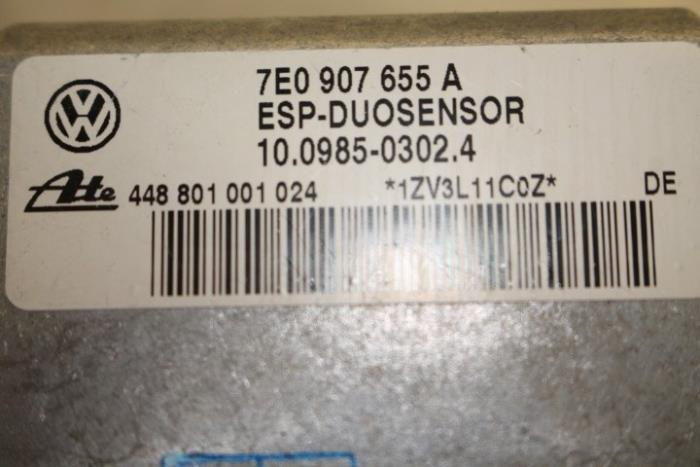 7E0 907 655 A
ESP-DUOSENSOR
10.0985-0302.4
Ate 448 801 001 024 *1ZV3L11C0Z* DE